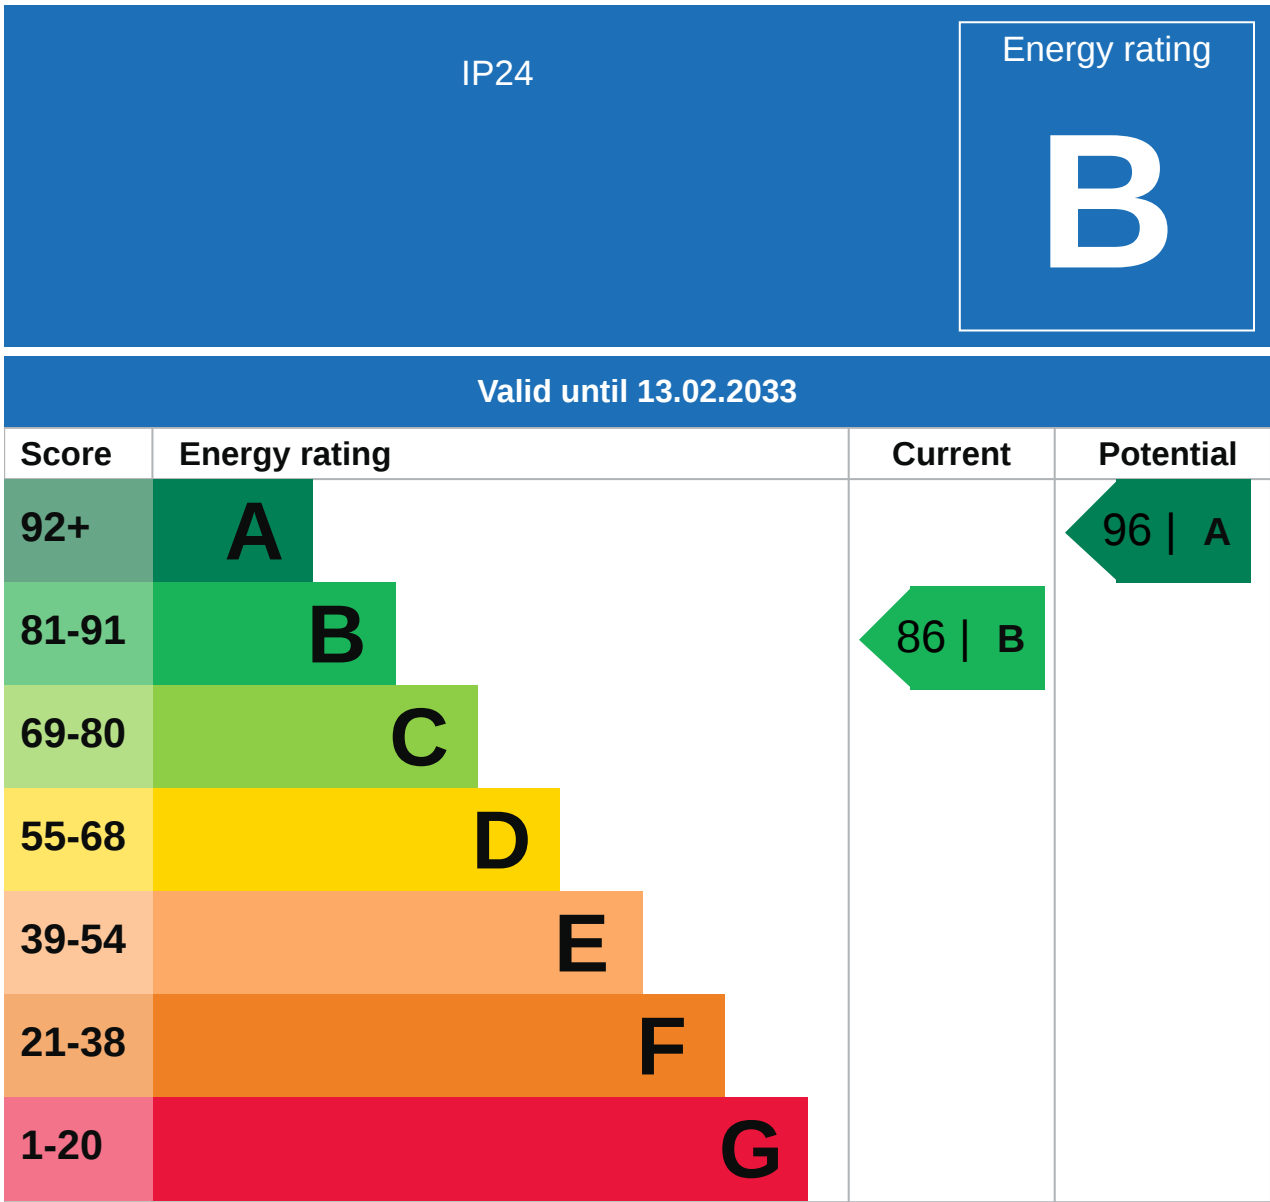 IP24
Energy rating
B
Valid until 13.02.2033
Score Energy rating Current Potential
92+ A 96 | A
81-91 B 86 | B
69-80 C
55-68 D
39-54 E
21-38 F
1-20 G